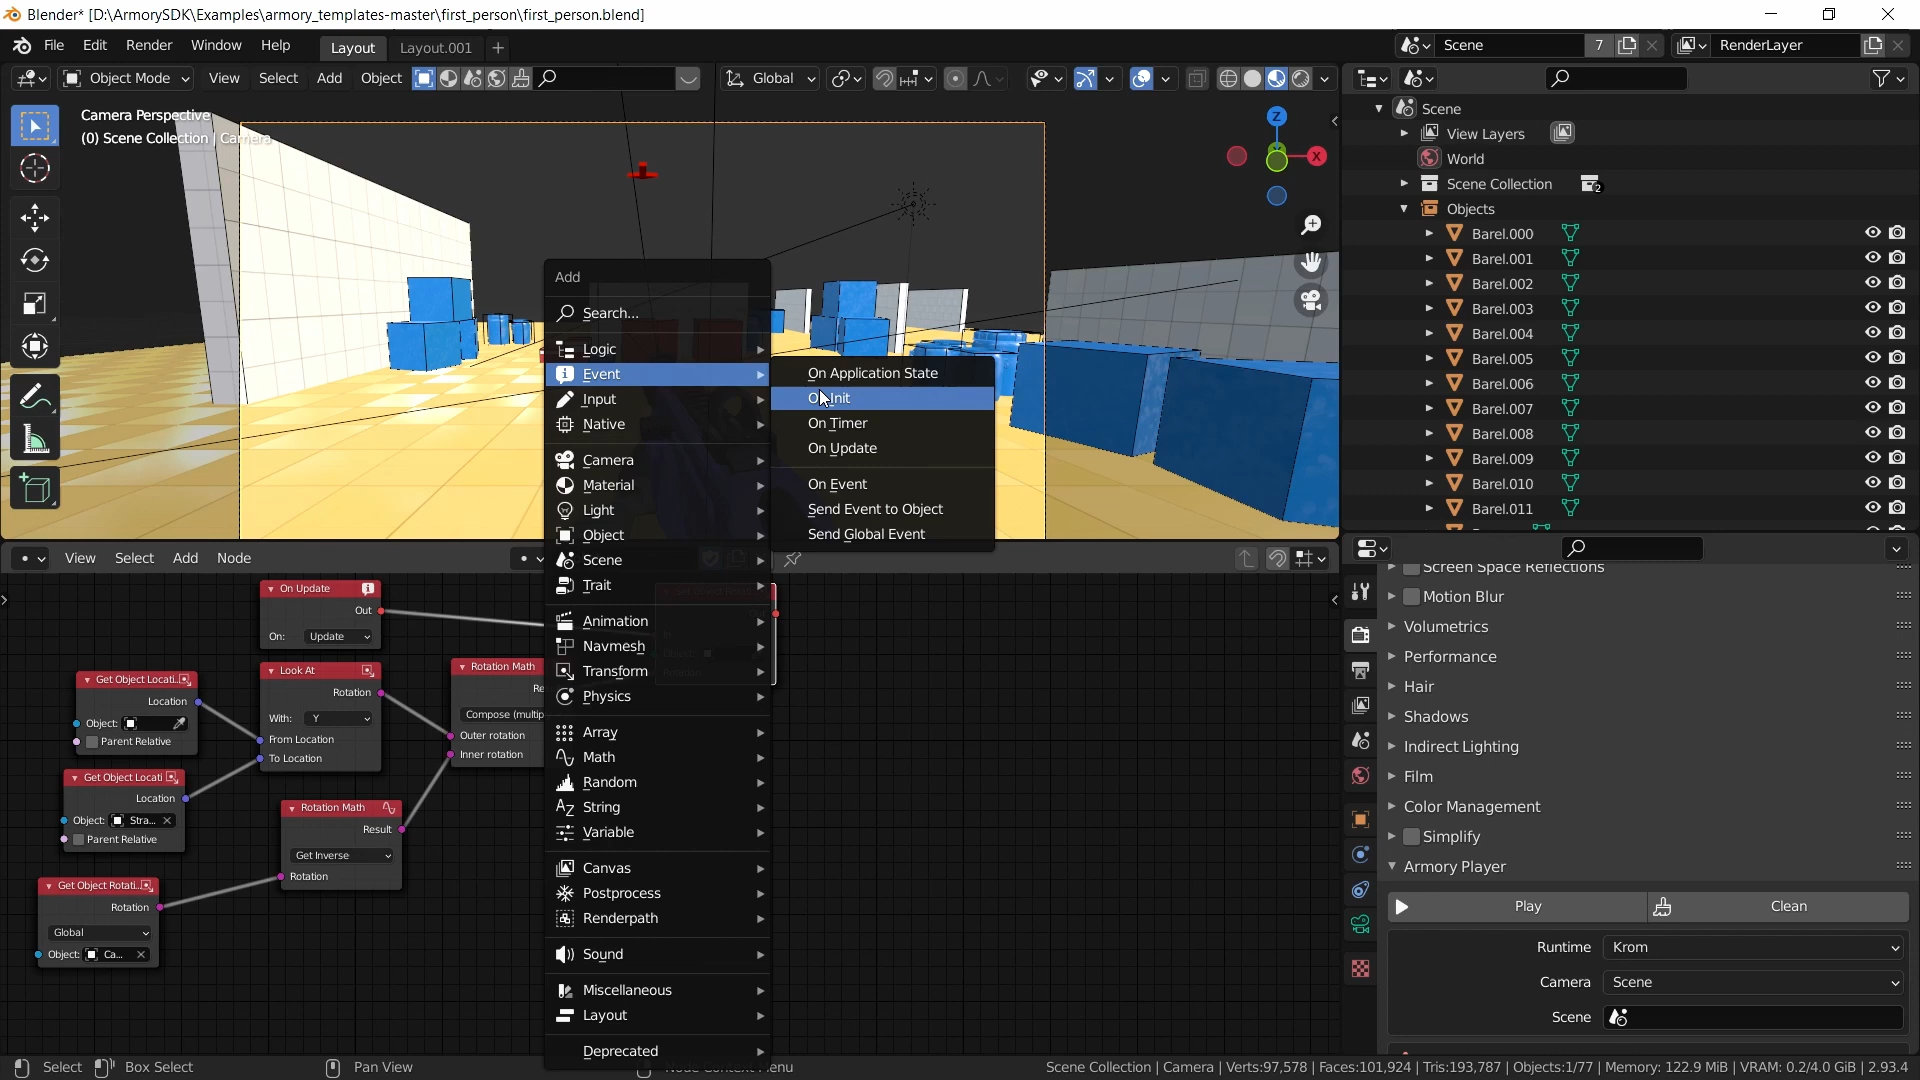 Blender* [D:\ArmorySDK\Examples\armory_templates-master\first_person\first_person.blend]
File Edit Render Window Help Layout Layout.001 + Scene 7 RenderLayer
Object Mode View Select Add Object Global
Camera Perspective
(0) Scene Collection | Camera
Z
X
Scene
View Layers
World
Scene Collection 2
Objects
Barel.000
Barel.001
Barel.002
Barel.003
Barel.004
Barel.005
Barel.006
Barel.007
Barel.008
Barel.009
Barel.010
Barel.011
Add
Search...
Logic
Event
Input
Native
Camera
Material
Light
Object
Scene
Trait
Animation
Navmesh
Transform
Physics
Array
Math
Random
String
Variable
Canvas
Postprocess
Renderpath
Sound
Miscellaneous
Layout
Deprecated
On Application State
On Init
On Timer
On Update
On Event
Send Event to Object
Send Global Event
View Select Add Node
On Update
Out
On: Update
Look At
Rotation
With: Y
From Location
To Location
Get Object Locati..
Location
Object:
Parent Relative
Get Object Locati
Location
Object: Stra...
Parent Relative
Get Object Rotati..
Rotation
Global
Object: Ca...
Rotation Math
Result
Get Inverse
Rotation
Rotation Math
Re
Compose (multip
Outer rotation
Inner rotation
Screen Space Reflections
Motion Blur
Volumetrics
Performance
Hair
Shadows
Indirect Lighting
Film
Color Management
Simplify
Armory Player
Play Clean
Runtime Krom
Camera Scene
Scene
Select Box Select Pan View Node Context Menu Scene Collection | Camera | Verts:97,578 | Faces:101,924 | Tris:193,787 | Objects:1/77 | Memory: 122.9 MiB | VRAM: 0.2/4.0 GiB | 2.93.4